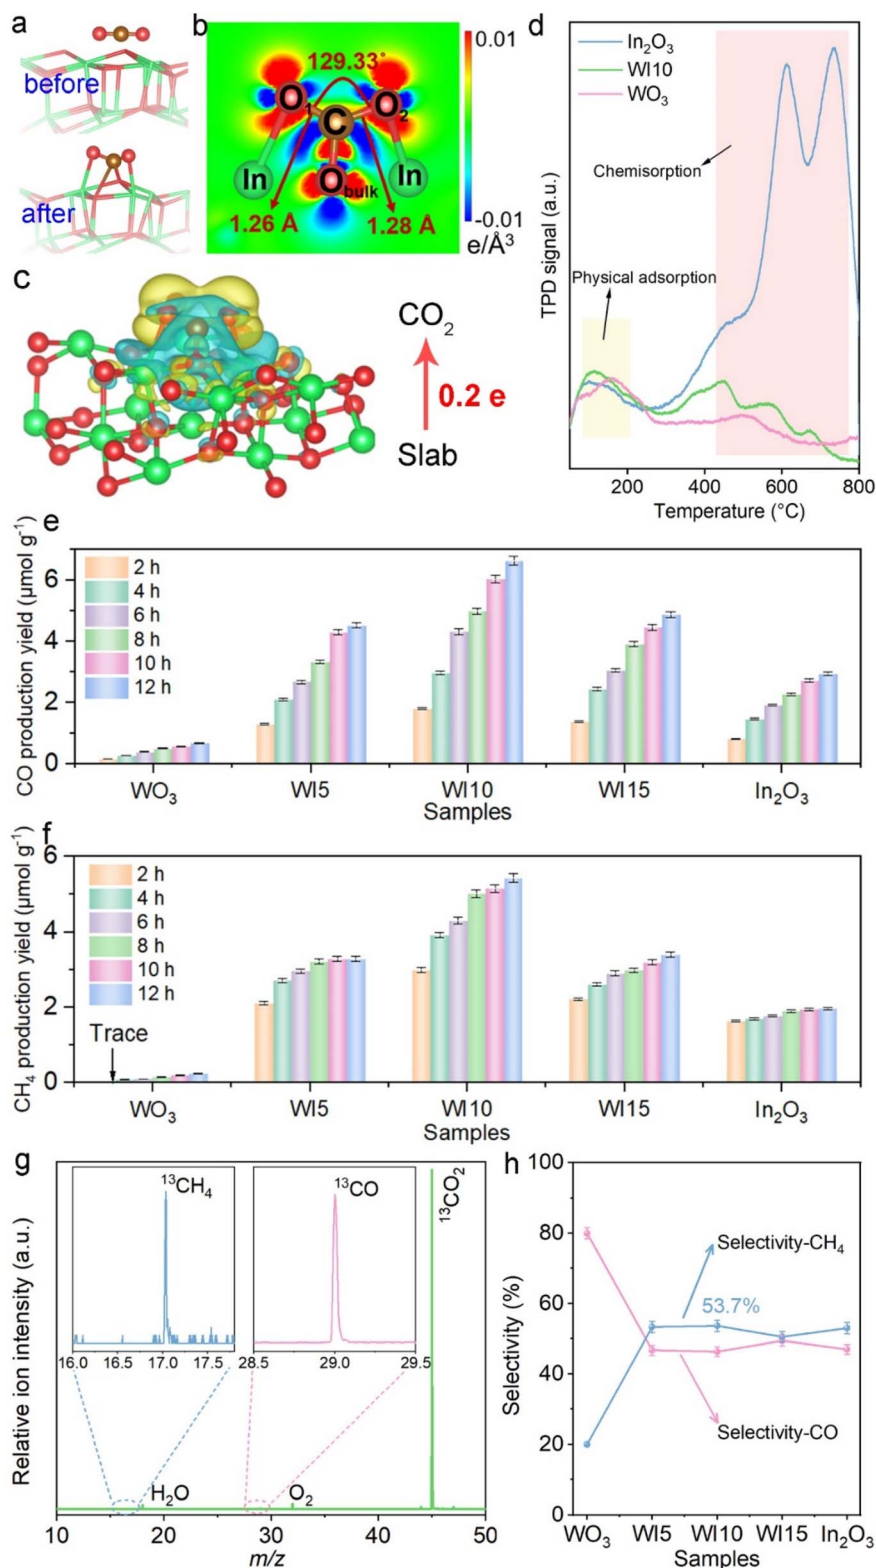 a
before
after
b
129.33°
O1
C
O2
In
Obulk
In
1.26 Å
1.28 Å
0.01
-0.01
e/Å3
c
CO2
0.2 e
Slab
d
In2O3
WI10
WO3
Chemisorption
Physical adsorption
TPD signal (a.u.)
200
400
600
800
Temperature (°C)
e
CO production yield (μmol g-1)
6
4
2
0
2 h
4 h
6 h
8 h
10 h
12 h
WO3
WI5
WI10
WI15
In2O3
Samples
f
CH4 production yield (μmol g-1)
6
4
2
0
2 h
4 h
6 h
8 h
10 h
12 h
Trace
WO3
WI5
WI10
WI15
In2O3
Samples
g
Relative ion intensity (a.u.)
13CH4
16.0
16.5
17.0
17.5
13CO
28.5
29.0
29.5
13CO2
H2O
O2
10
20
30
40
50
m/z
h
Selectivity (%)
100
80
60
40
20
0
Selectivity-CH4
53.7%
Selectivity-CO
WO3
WI5
WI10
WI15
In2O3
Samples